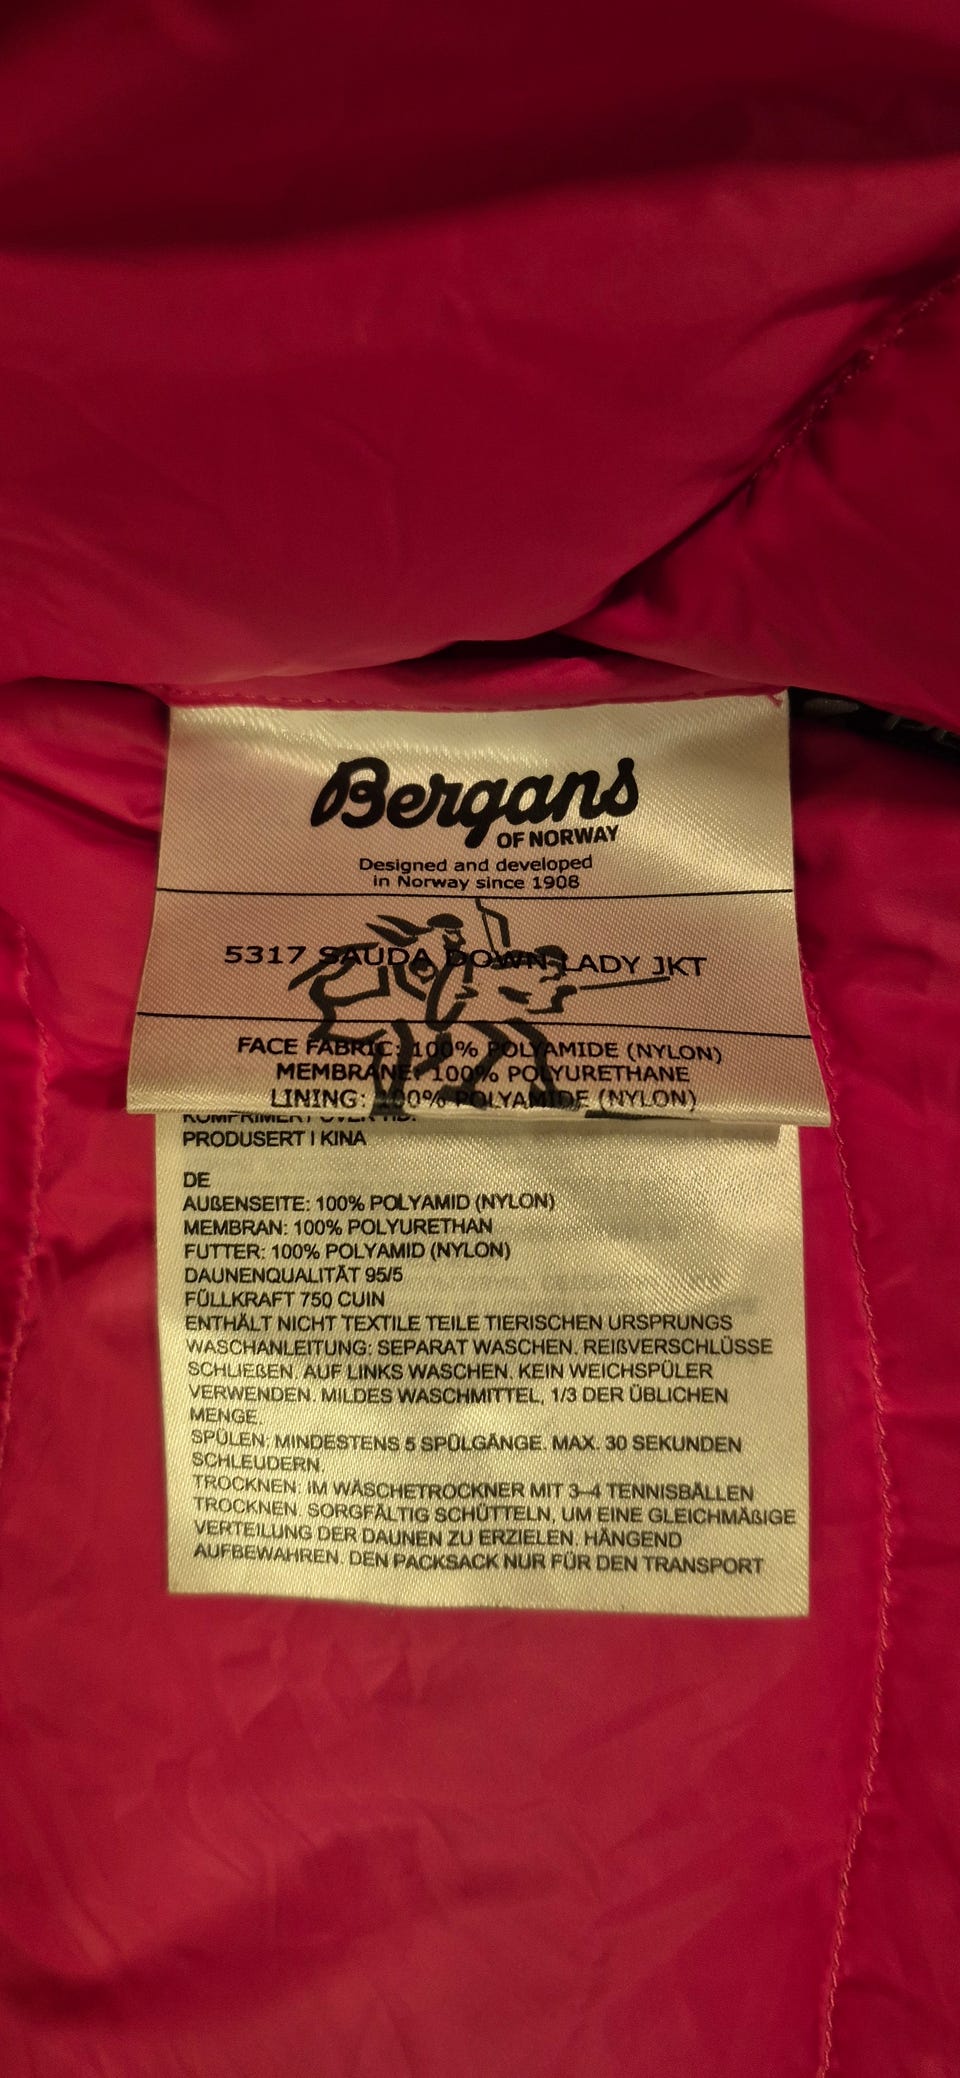 Bergans
OF NORWAY
Designed and developed
in Norway since 1908
5317 SAUDA DOWN LADY JKT
FACE FABRIC: 100% POLYAMIDE (NYLON)
MEMBRANE: 100% POLYURETHANE
LINING: 100% POLYAMIDE (NYLON)
KOMPRIMERT OVER TID.
PRODUSERT I KINA
DE
AUßENSEITE: 100% POLYAMID (NYLON)
MEMBRAN: 100% POLYURETHAN
FUTTER: 100% POLYAMID (NYLON)
DAUNENQUALITÄT 95/5
FÜLLKRAFT 750 CUIN
ENTHÄLT NICHT TEXTILE TEILE TIERISCHEN URSPRUNGS
WASCHANLEITUNG: SEPARAT WASCHEN. REIßVERSCHLÜSSE
SCHLIEßEN. AUF LINKS WASCHEN. KEIN WEICHSPÜLER
VERWENDEN. MILDES WASCHMITTEL, 1/3 DER ÜBLICHEN
MENGE.
SPÜLEN: MINDESTENS 5 SPÜLGÄNGE. MAX. 30 SEKUNDEN
SCHLEUDERN
TROCKNEN: IM WÄSCHETROCKNER MIT 3–4 TENNISBÄLLEN
TROCKNEN. SORGFÄLTIG SCHÜTTELN, UM EINE GLEICHMÄßIGE
VERTEILUNG DER DAUNEN ZU ERZIELEN. HÄNGEND
AUFBEWAHREN. DEN PACKSACK NUR FÜR DEN TRANSPORT